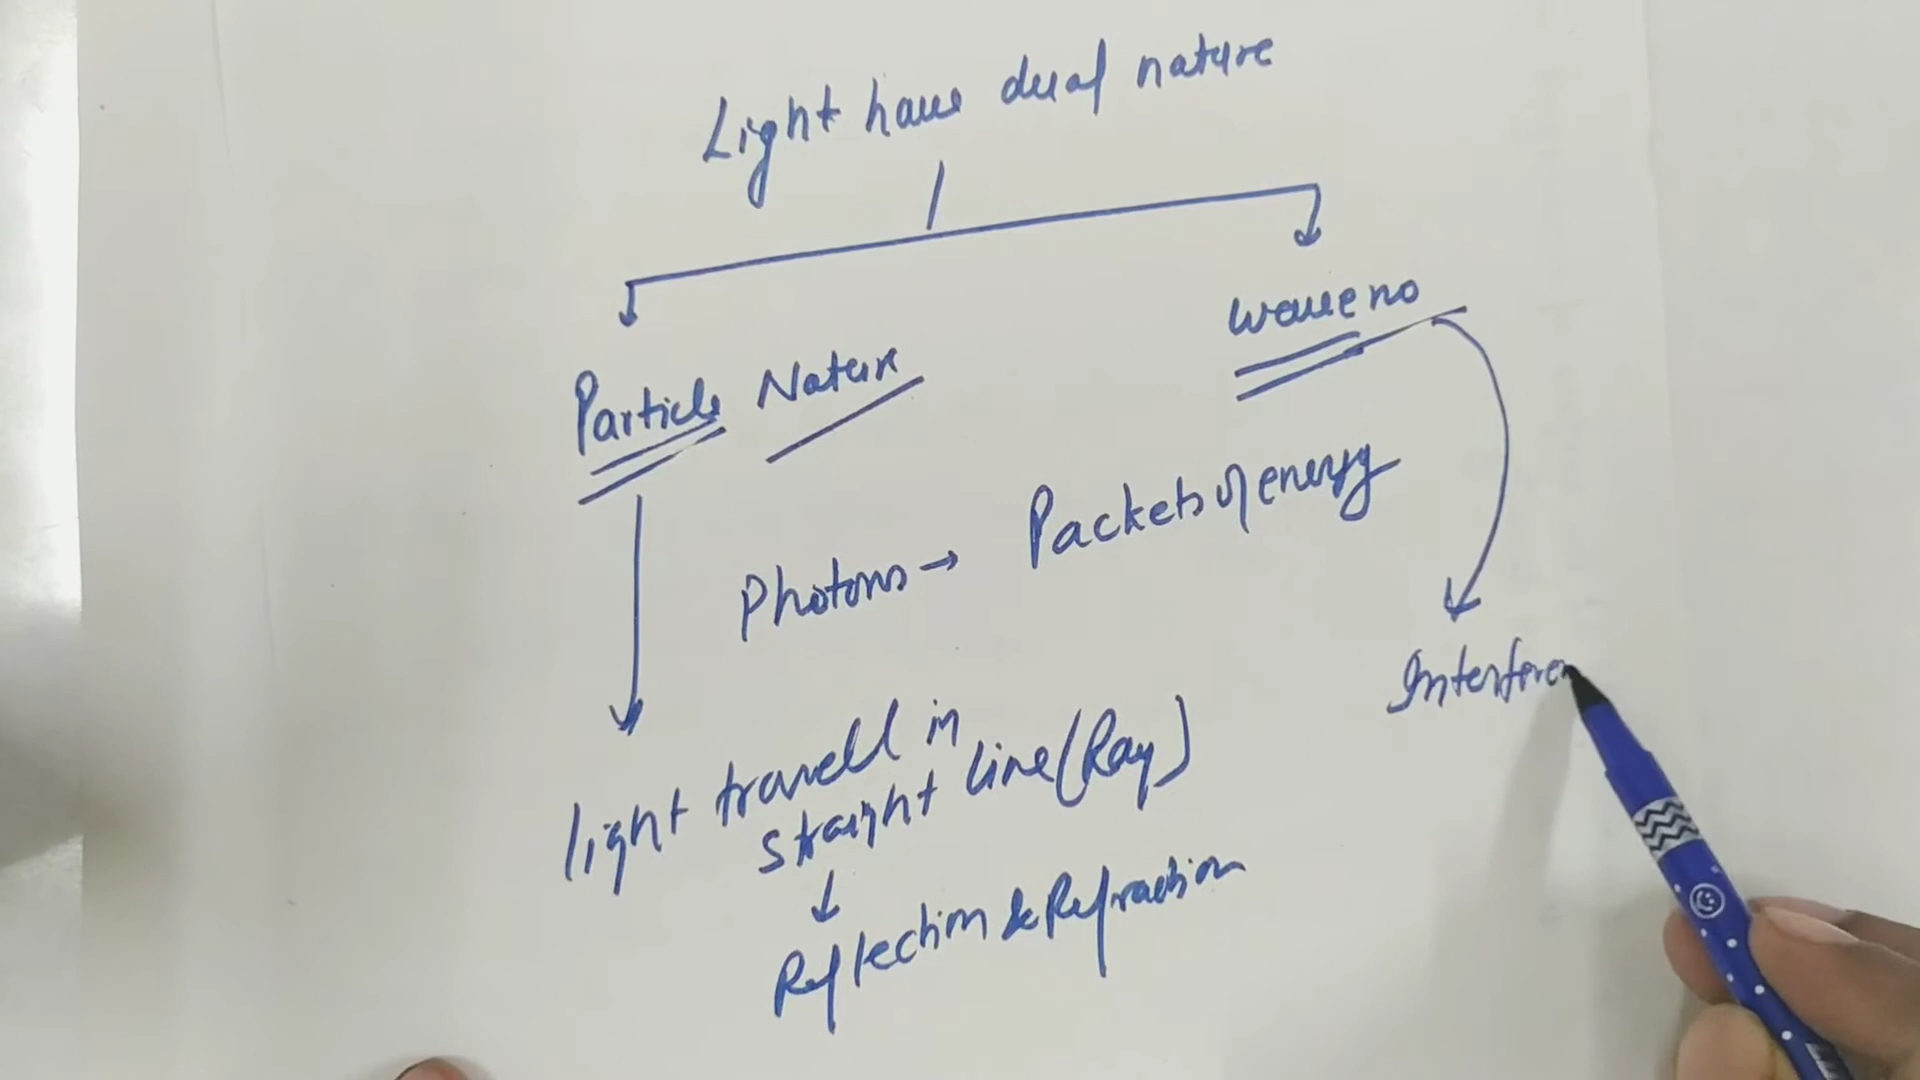 Light have dual nature
Particle Nature
wave no
Photons → Packets of energy
Interferen
light travell in
straight line (Ray)
↓
Reflection & Refraction